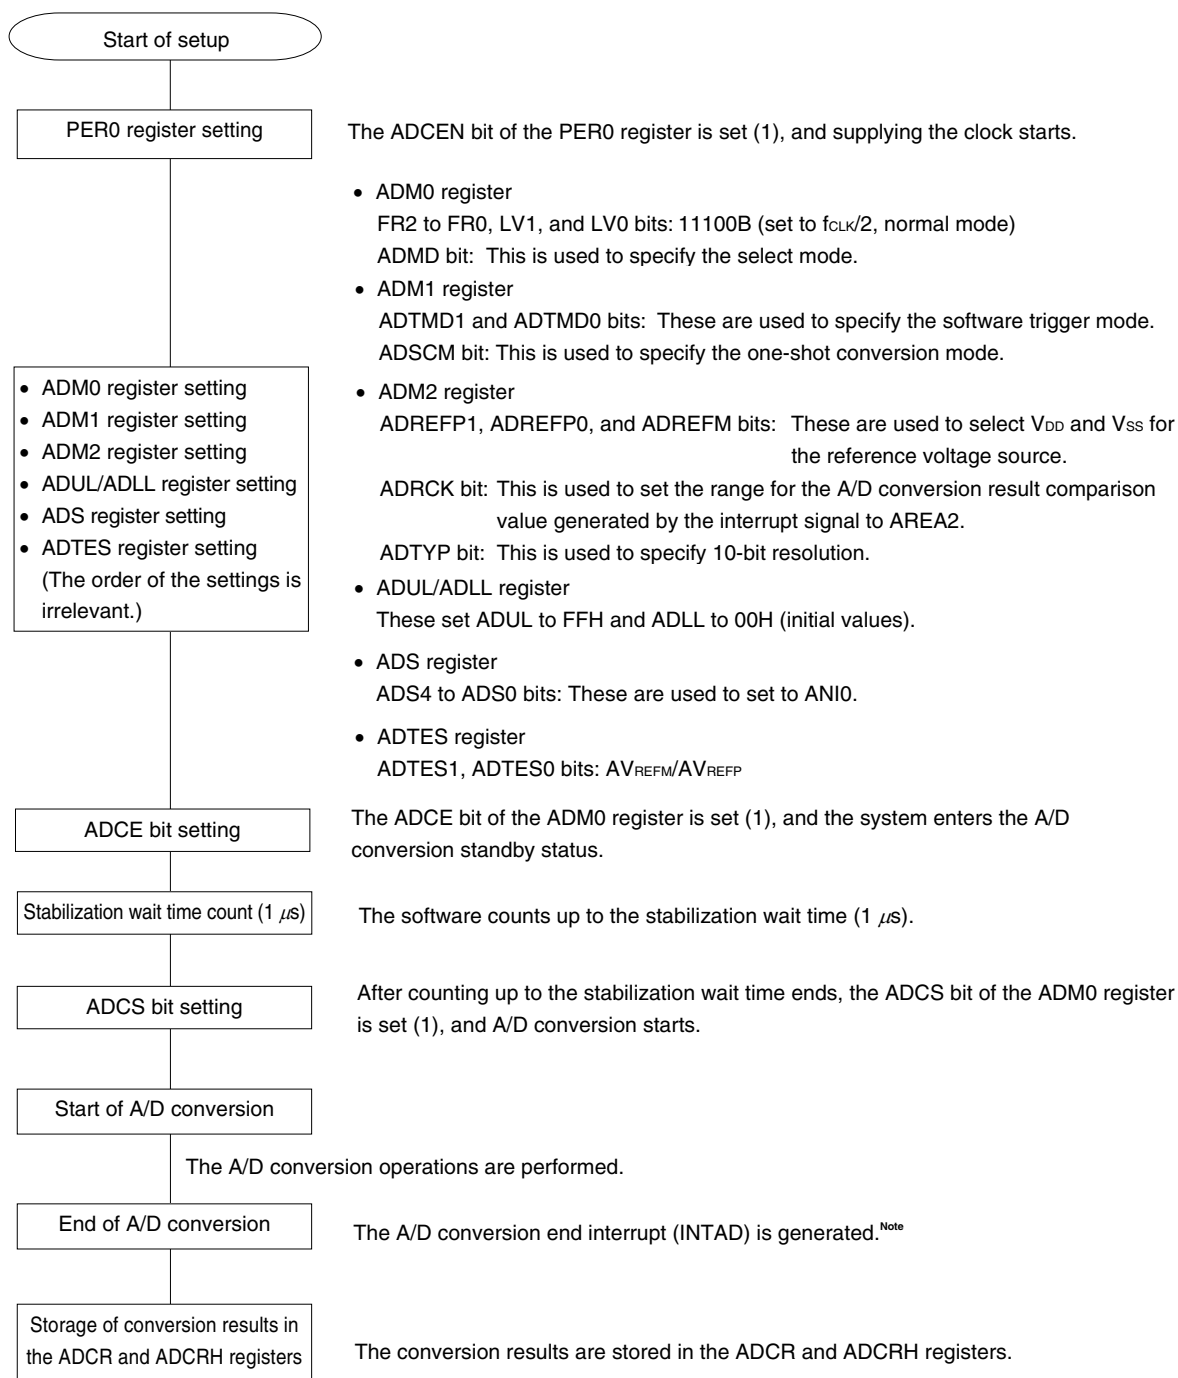 Start of setup
PER0 register setting
The ADCEN bit of the PER0 register is set (1), and supplying the clock starts.
• ADM0 register
FR2 to FR0, LV1, and LV0 bits: 11100B (set to fCLK/2, normal mode)
ADMD bit: This is used to specify the select mode.
• ADM1 register
ADTMD1 and ADTMD0 bits: These are used to specify the software trigger mode.
ADSCM bit: This is used to specify the one-shot conversion mode.
• ADM0 register setting
• ADM1 register setting
• ADM2 register setting
• ADUL/ADLL register setting
• ADS register setting
• ADTES register setting
(The order of the settings is
irrelevant.)
• ADM2 register
ADREFP1, ADREFP0, and ADREFM bits: These are used to select VDD and VSS for
the reference voltage source.
ADRCK bit: This is used to set the range for the A/D conversion result comparison
value generated by the interrupt signal to AREA2.
ADTYP bit: This is used to specify 10-bit resolution.
• ADUL/ADLL register
These set ADUL to FFH and ADLL to 00H (initial values).
• ADS register
ADS4 to ADS0 bits: These are used to set to ANI0.
• ADTES register
ADTES1, ADTES0 bits: AVREFM/AVREFP
ADCE bit setting
The ADCE bit of the ADM0 register is set (1), and the system enters the A/D
conversion standby status.
Stabilization wait time count (1 μs)
The software counts up to the stabilization wait time (1 μs).
ADCS bit setting
After counting up to the stabilization wait time ends, the ADCS bit of the ADM0 register
is set (1), and A/D conversion starts.
Start of A/D conversion
The A/D conversion operations are performed.
End of A/D conversion
The A/D conversion end interrupt (INTAD) is generated.Note
Storage of conversion results in
the ADCR and ADCRH registers
The conversion results are stored in the ADCR and ADCRH registers.